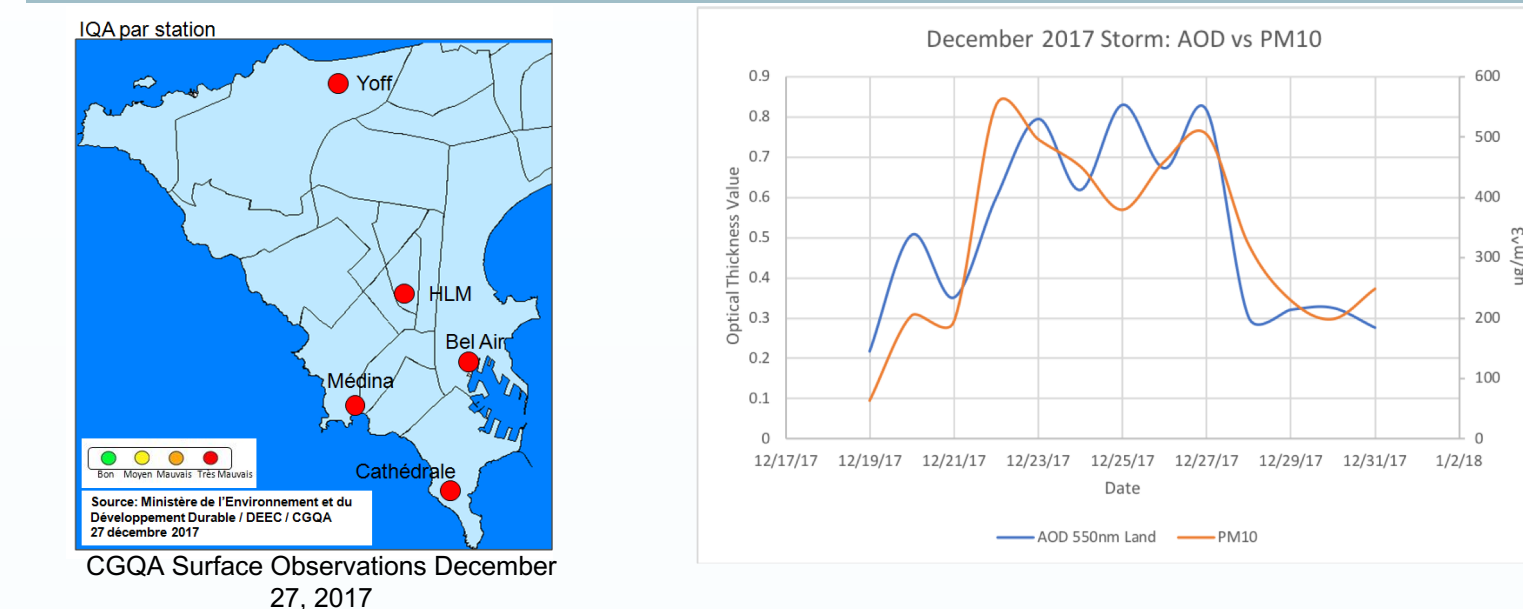 IQA par station
Yoff
HLM
Bel Air
Médina
Cathédrale
Bon Moyen Mauvais Très Mauvais
Source: Ministère de l'Environnement et du
Développement Durable / DEEC / CGQA
27 décembre 2017
CGQA Surface Observations December
27, 2017
December 2017 Storm: AOD vs PM10
Optical Thickness Value
0.9
0.8
0.7
0.6
0.5
0.4
0.3
0.2
0.1
0
600
500
400
300
200
100
0
ug/m^3
12/17/17 12/19/17 12/21/17 12/23/17 12/25/17 12/27/17 12/29/17 12/31/17 1/2/18
Date
AOD 550nm Land PM10